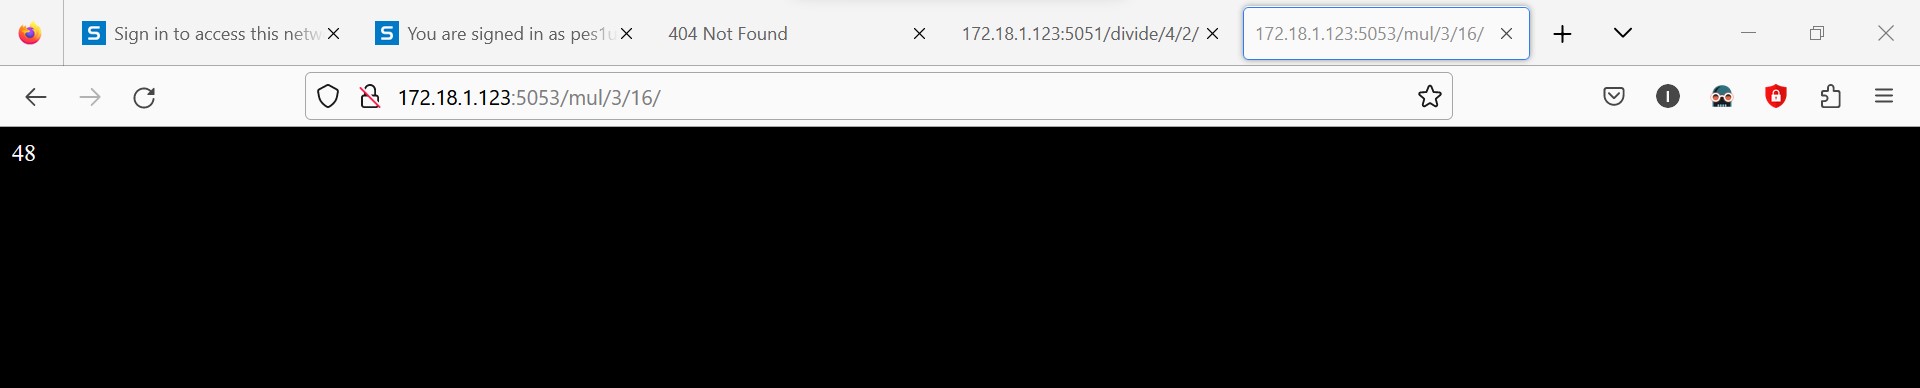 Sign in to access this netw
You are signed in as pes1u
404 Not Found
172.18.1.123:5051/divide/4/2/
172.18.1.123:5053/mul/3/16/
172.18.1.123:5053/mul/3/16/
48